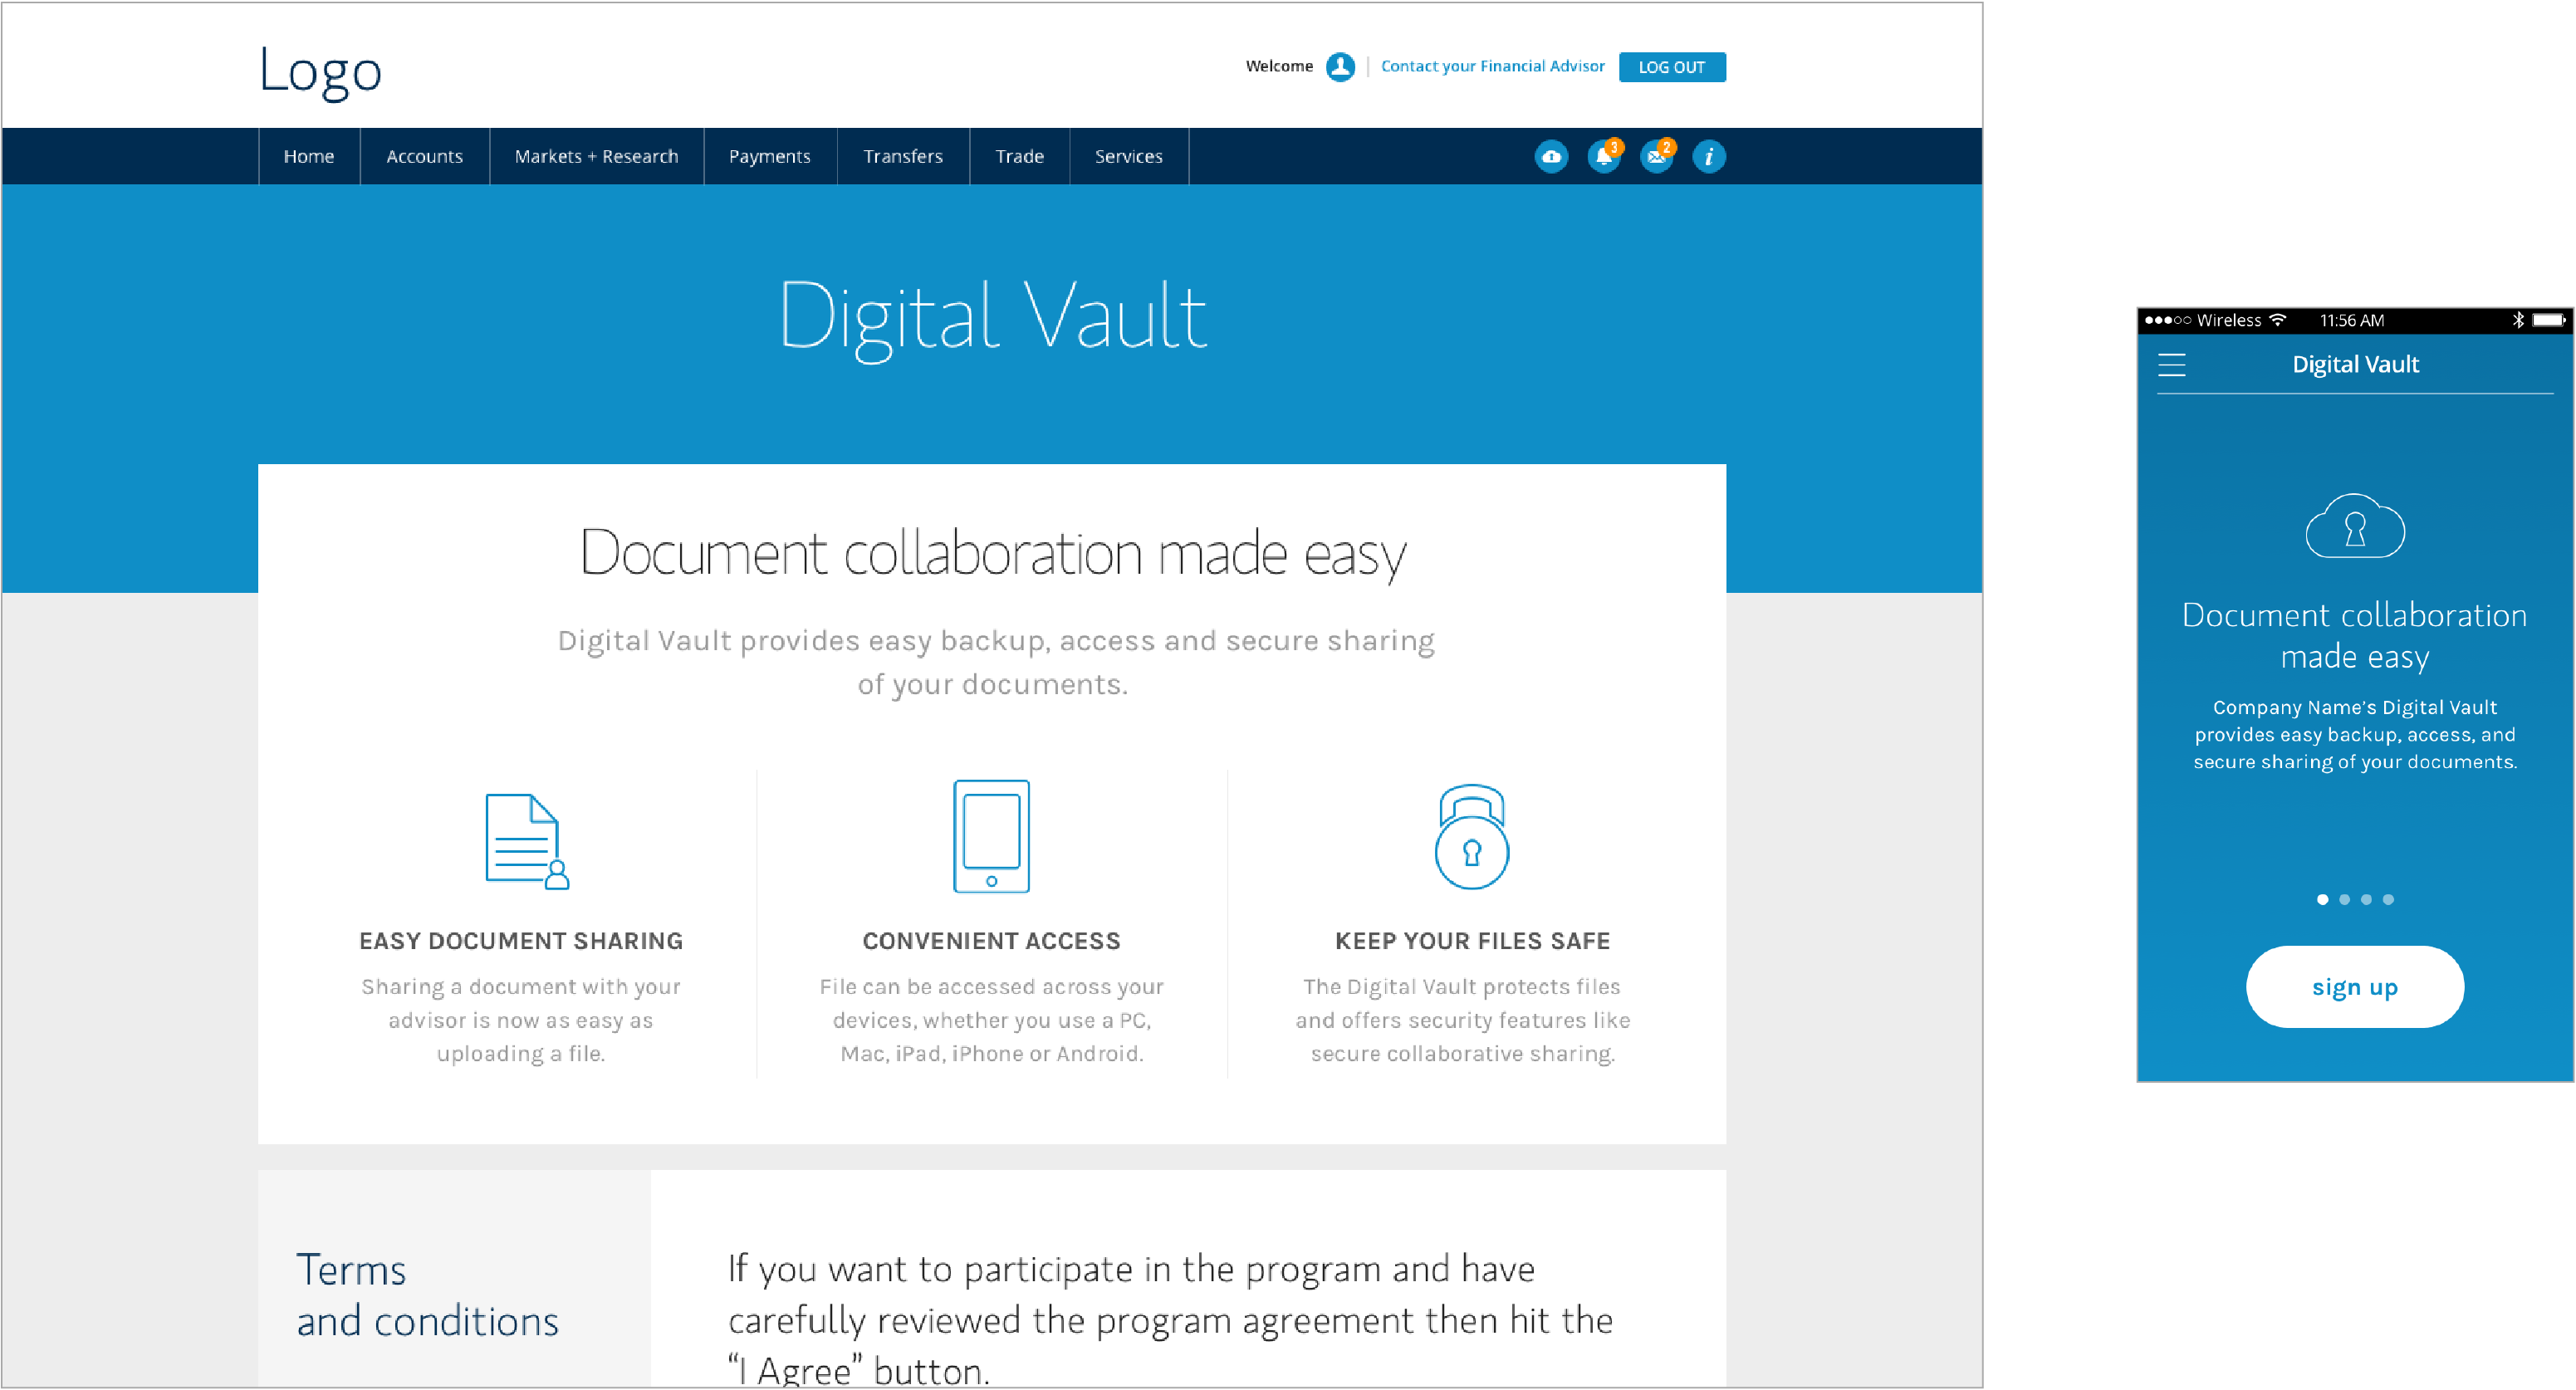 Logo
Welcome
Contact your Financial Advisor
LOG OUT
Home
Accounts
Markets + Research
Payments
Transfers
Trade
Services
3
2
i
Digital Vault
Document collaboration made easy
Digital Vault provides easy backup, access and secure sharing
of your documents.
EASY DOCUMENT SHARING
Sharing a document with your
advisor is now as easy as
uploading a file.
CONVENIENT ACCESS
File can be accessed across your
devices, whether you use a PC,
Mac, iPad, iPhone or Android.
KEEP YOUR FILES SAFE
The Digital Vault protects files
and offers security features like
secure collaborative sharing.
Terms
and conditions
If you want to participate in the program and have
carefully reviewed the program agreement then hit the
“I Agree” button.
Wireless
11:56 AM
Digital Vault
Document collaboration
made easy
Company Name’s Digital Vault
provides easy backup, access, and
secure sharing of your documents.
sign up